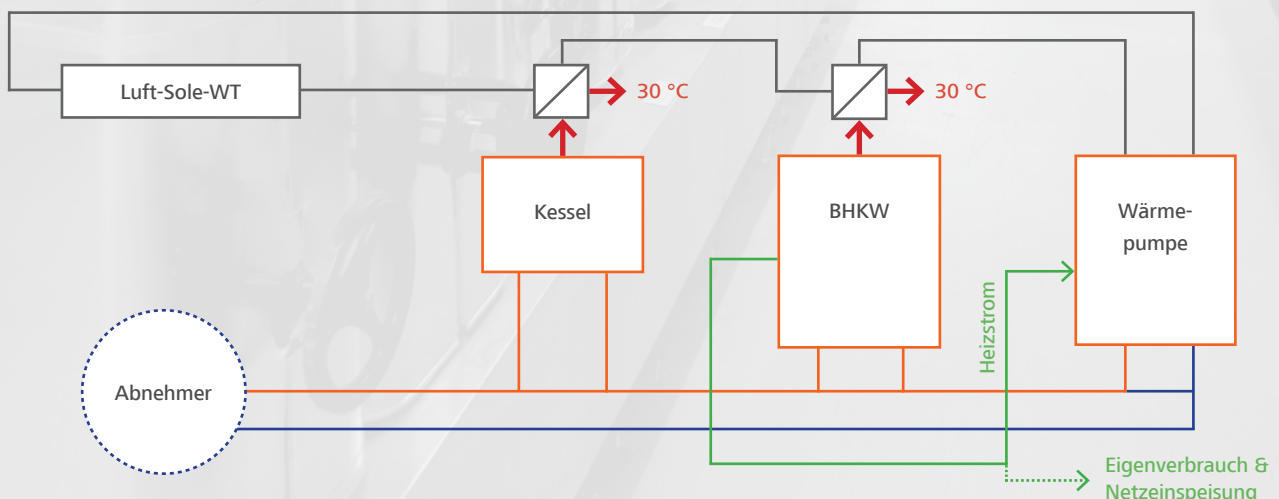 Luft-Sole-WT
30 °C
30 °C
Kessel
BHKW
Wärme-
pumpe
Heizstrom
Abnehmer
Eigenverbrauch &
Netzeinspeisung